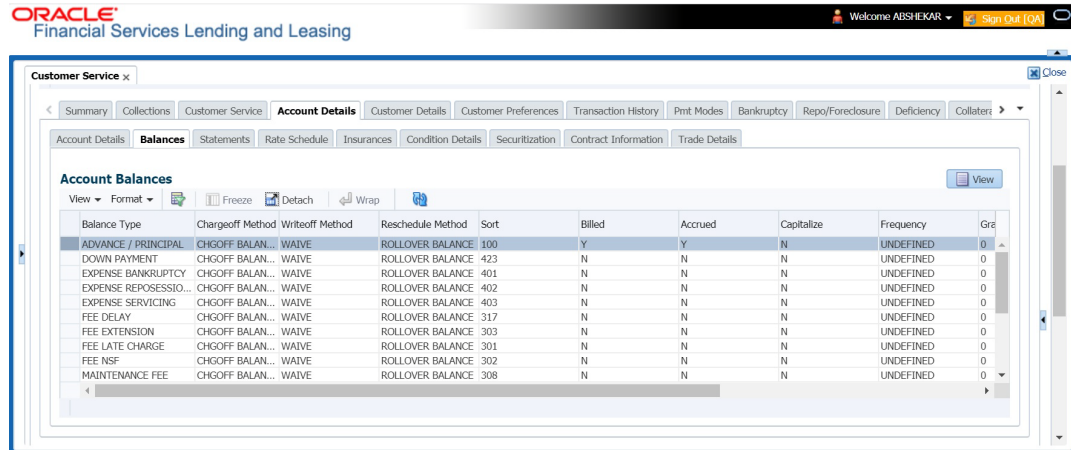 ORACLE
Financial Services Lending and Leasing
Welcome ABSHEKAR
Sign Out [QA]
Customer Service x
Close
Summary Collections Customer Service Account Details Customer Details Customer Preferences Transaction History Pmt Modes Bankruptcy Repo/Foreclosure Deficiency Collatera
Account Details Balances Statements Rate Schedule Insurances Condition Details Securitization Contract Information Trade Details
Account Balances
View
View Format Freeze Detach Wrap
Balance Type Chargeoff Method Writeoff Method Reschedule Method Sort Billed Accrued Capitalize Frequency Gra
ADVANCE / PRINCIPAL CHGOFF BALAN... WAIVE ROLLOVER BALANCE 100 Y Y N UNDEFINED 0
DOWN PAYMENT CHGOFF BALAN... WAIVE ROLLOVER BALANCE 423 N N N UNDEFINED 0
EXPENSE BANKRUPTCY CHGOFF BALAN... WAIVE ROLLOVER BALANCE 401 N N N UNDEFINED 0
EXPENSE REPOSESSIO... CHGOFF BALAN... WAIVE ROLLOVER BALANCE 402 N N N UNDEFINED 0
EXPENSE SERVICING CHGOFF BALAN... WAIVE ROLLOVER BALANCE 403 N N N UNDEFINED 0
FEE DELAY CHGOFF BALAN... WAIVE ROLLOVER BALANCE 317 N N N UNDEFINED 0
FEE EXTENSION CHGOFF BALAN... WAIVE ROLLOVER BALANCE 303 N N N UNDEFINED 0
FEE LATE CHARGE CHGOFF BALAN... WAIVE ROLLOVER BALANCE 301 N N N UNDEFINED 0
FEE NSF CHGOFF BALAN... WAIVE ROLLOVER BALANCE 302 N N N UNDEFINED 0
MAINTENANCE FEE CHGOFF BALAN... WAIVE ROLLOVER BALANCE 308 N N N UNDEFINED 0